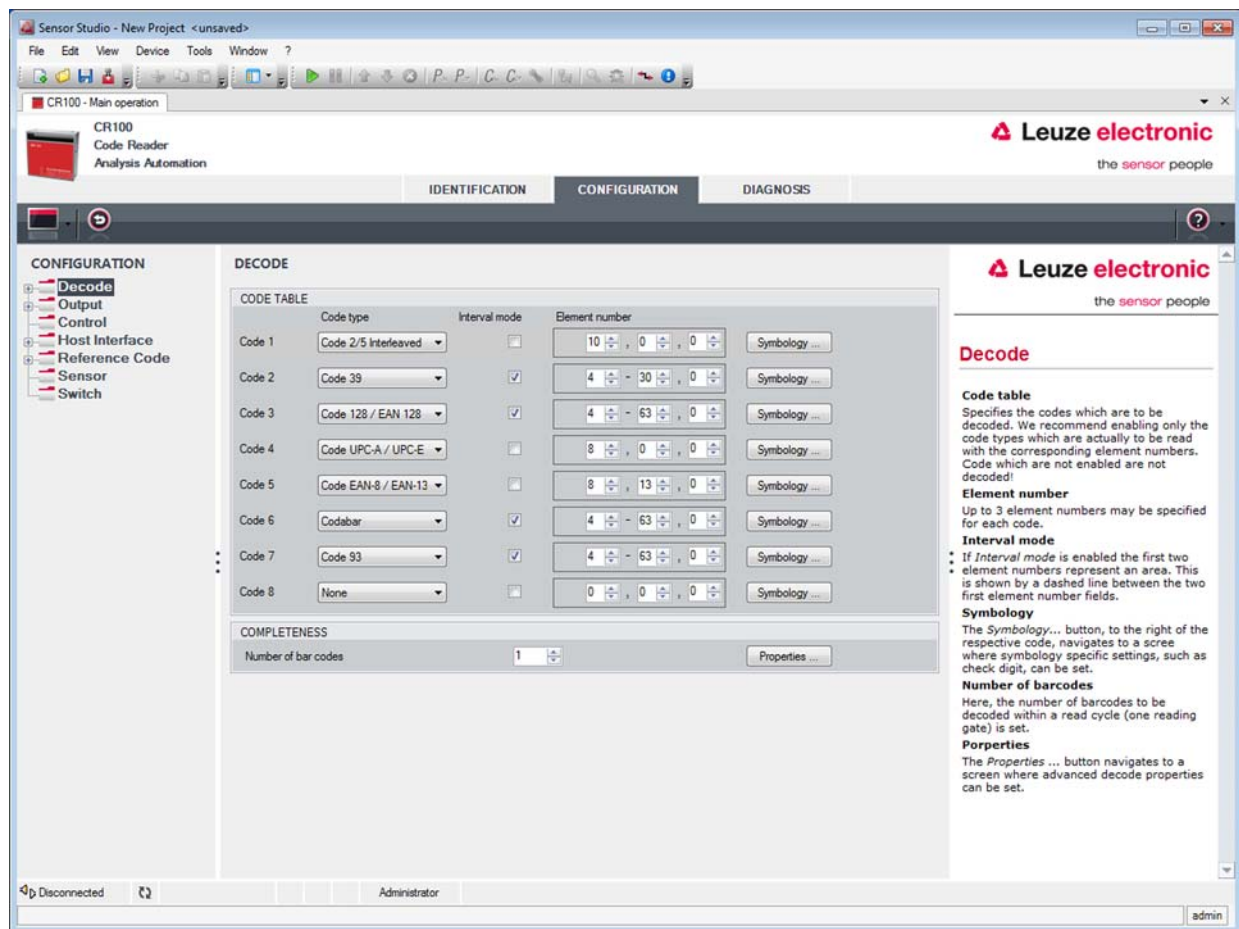 Sensor Studio - New Project <unsaved>
File Edit View Device Tools Window ?
CR100 - Main operation
CR100
Code Reader
Analysis Automation
Leuze electronic
the sensor people
IDENTIFICATION CONFIGURATION DIAGNOSIS
CONFIGURATION
Decode
Output
Control
Host Interface
Reference Code
Sensor
Switch
DECODE
CODE TABLE
Code type Interval mode Element number
Code 1 Code 2/5 Interleaved 10 , 0 , 0 Symbology ...
Code 2 Code 39 4 - 30 , 0 Symbology ...
Code 3 Code 128 / EAN 128 4 - 63 , 0 Symbology ...
Code 4 Code UPC-A / UPC-E 8 , 0 , 0 Symbology ...
Code 5 Code EAN-8 / EAN-13 8 , 13 , 0 Symbology ...
Code 6 Codabar 4 - 63 , 0 Symbology ...
Code 7 Code 93 4 - 63 , 0 Symbology ...
Code 8 None 0 , 0 , 0 Symbology ...
COMPLETENESS
Number of bar codes 1 Properties ...
Leuze electronic
the sensor people
Decode
Code table
Specifies the codes which are to be
decoded. We recommend enabling only the
code types which are actually to be read
with the corresponding element numbers.
Code which are not enabled are not
decoded!
Element number
Up to 3 element numbers may be specified
for each code.
Interval mode
If Interval mode is enabled the first two
element numbers represent an area. This
is shown by a dashed line between the two
first element number fields.
Symbology
The Symbology... button, to the right of the
respective code, navigates to a scree
where symbology specific settings, such as
check digit, can be set.
Number of barcodes
Here, the number of barcodes to be
decoded within a read cycle (one reading
gate) is set.
Porperties
The Properties ... button navigates to a
screen where advanced decode properties
can be set.
Disconnected Administrator
admin